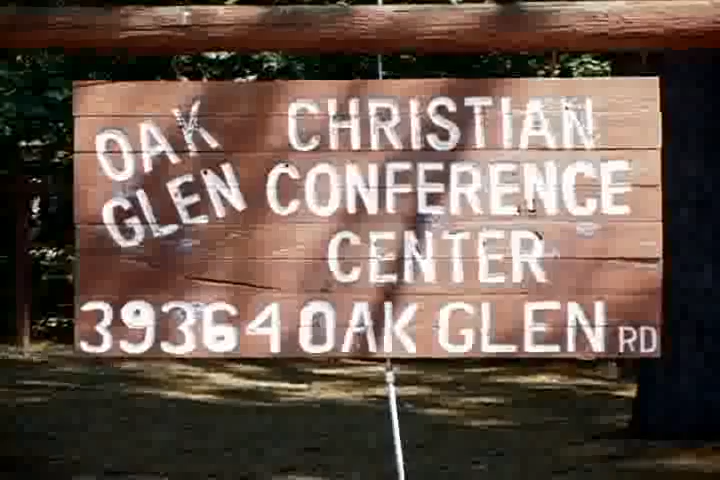 OAK CHRISTIAN
GLEN CONFERENCE
CENTER
39364 OAK GLEN RD